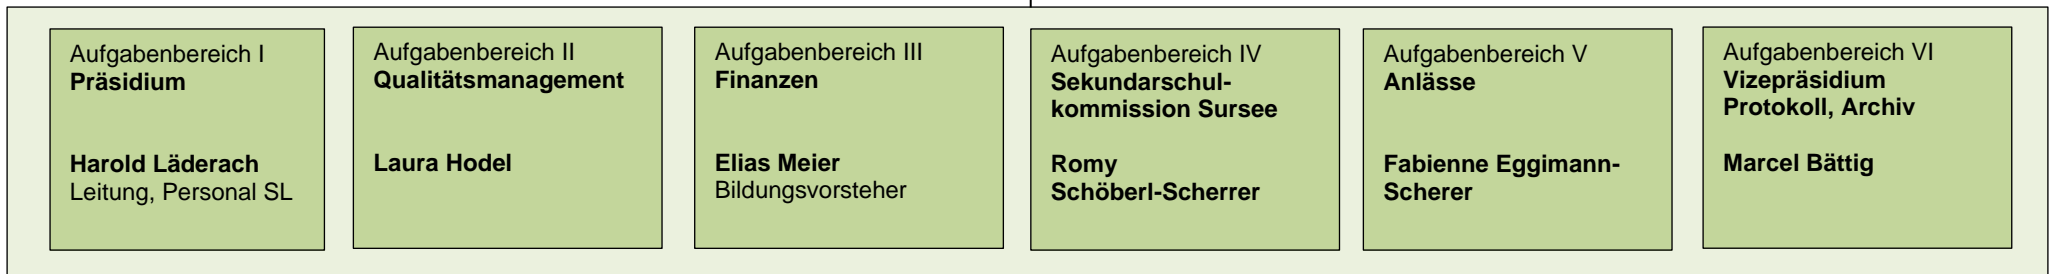 Aufgabenbereich I
Präsidium
Harold Läderach
Leitung, Personal SL
Aufgabenbereich II
Qualitätsmanagement
Laura Hodel
Aufgabenbereich III
Finanzen
Elias Meier
Bildungsvorsteher
Aufgabenbereich IV
Sekundarschul-
kommission Sursee
Romy
Schöberl-Scherrer
Aufgabenbereich V
Anlässe
Fabienne Eggimann-
Scherer
Aufgabenbereich VI
Vizepräsidium
Protokoll, Archiv
Marcel Bättig